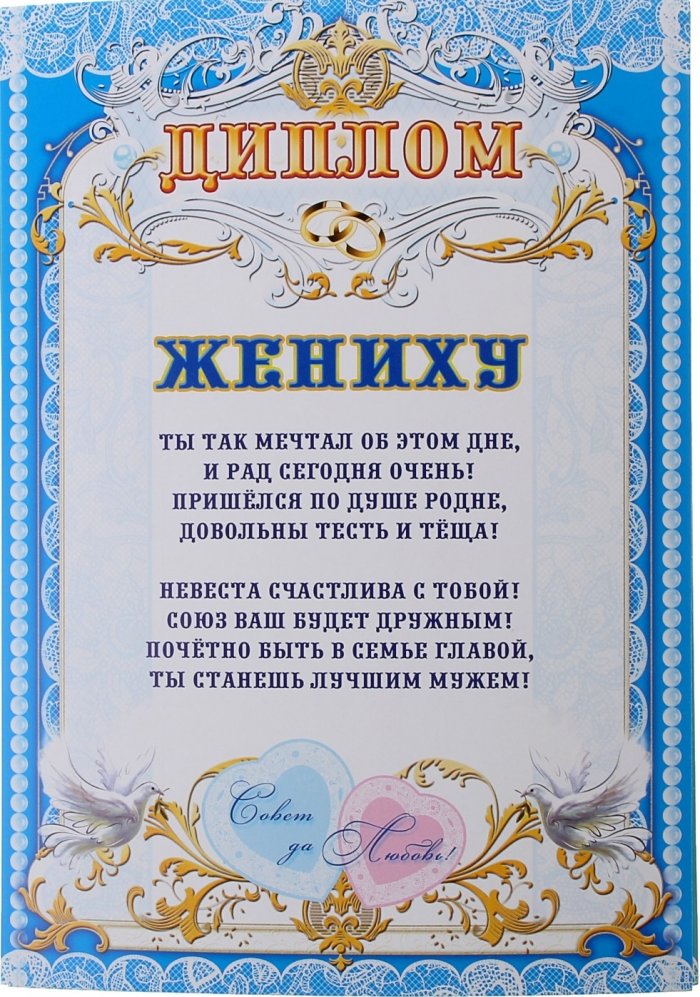 ДИПЛОМ
ЖЕНИХУ
ТЫ ТАК МЕЧТАЛ ОБ ЭТОМ ДНЕ,
И РАД СЕГОДНЯ ОЧЕНЬ!
ПРИШЁЛСЯ ПО ДУШЕ РОДНЕ,
ДОВОЛЬНЫ ТЕСТЬ И ТЁЩА!
НЕВЕСТА СЧАСТЛИВА С ТОБОЙ!
СОЮЗ ВАШ БУДЕТ ДРУЖНЫМ!
ПОЧЁТНО БЫТЬ В СЕМЬЕ ГЛАВОЙ,
ТЫ СТАНЕШЬ ЛУЧШИМ МУЖЕМ!
Совет
да Любовь!